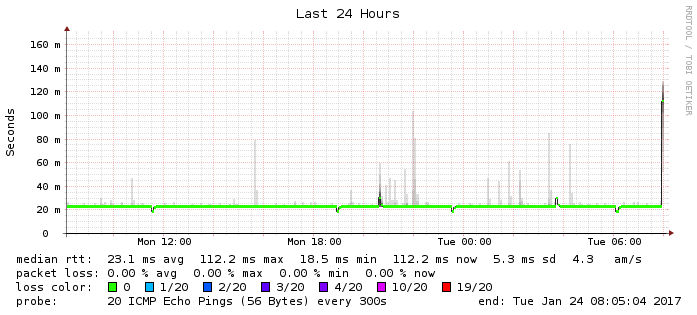 Last 24 Hours
RRDTOOL / TOBI OETIKER
Seconds
160 m
140 m
120 m
100 m
80 m
60 m
40 m
20 m
0
Mon 12:00 Mon 18:00 Tue 00:00 Tue 06:00
median rtt: 23.1 ms avg 112.2 ms max 18.5 ms min 112.2 ms now 5.3 ms sd 4.3 am/s
packet loss: 0.00 % avg 0.00 % max 0.00 % min 0.00 % now
loss color: 0 1/20 2/20 3/20 4/20 10/20 19/20
probe: 20 ICMP Echo Pings (56 Bytes) every 300s end: Tue Jan 24 08:05:04 2017